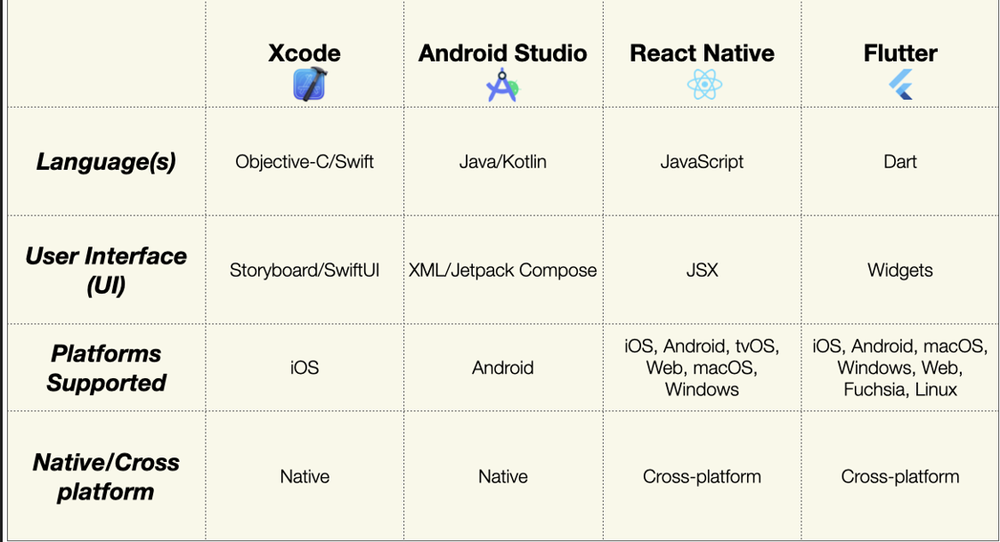 Xcode
Android Studio
React Native
Flutter
Language(s)
Objective-C/Swift
Java/Kotlin
JavaScript
Dart
User Interface
(UI)
Storyboard/SwiftUI
XML/Jetpack Compose
JSX
Widgets
Platforms
Supported
iOS
Android
iOS, Android, tvOS,
Web, macOS,
Windows
iOS, Android, macOS,
Windows, Web,
Fuchsia, Linux
Native/Cross
platform
Native
Native
Cross-platform
Cross-platform